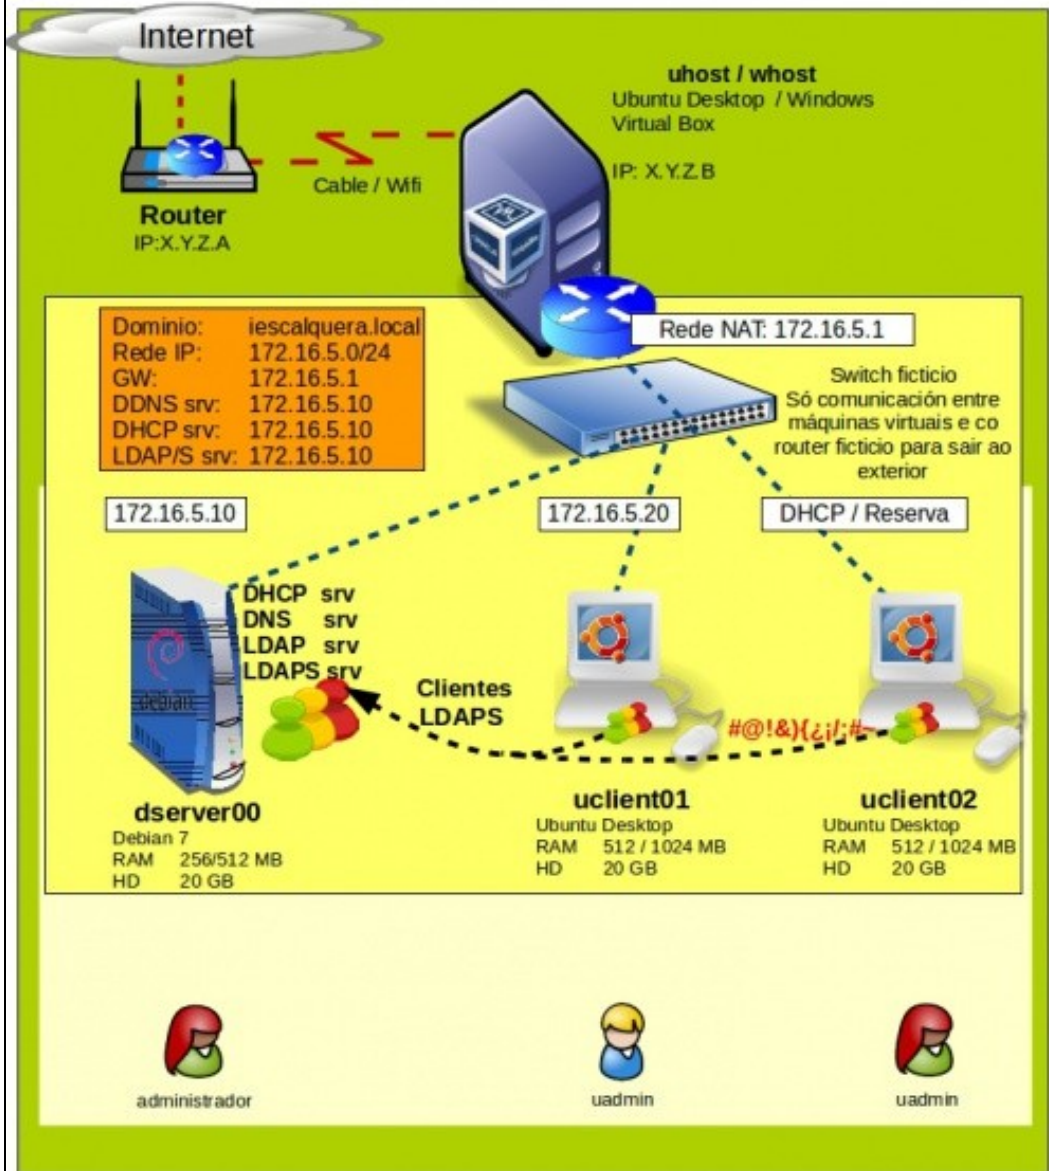 Internet
uhost / whost
Ubuntu Desktop / Windows
Virtual Box
IP: X.Y.Z.B
Cable / Wifi
Router
IP:X.Y.Z.A
Dominio: iescalquera.local
Rede IP: 172.16.5.0/24
GW: 172.16.5.1
DDNS srv: 172.16.5.10
DHCP srv: 172.16.5.10
LDAP/S srv: 172.16.5.10
Rede NAT: 172.16.5.1
Switch ficticio
Só comunicación entre
máquinas virtuais e co
router ficticio para sair ao
exterior
172.16.5.10
172.16.5.20
DHCP / Reserva
DHCP srv
DNS srv
LDAP srv
LDAPS srv
debian
Clientes
LDAPS
#@!&){¿¡/;#~
dserver00
Debian 7
RAM 256/512 MB
HD 20 GB
uclient01
Ubuntu Desktop
RAM 512 / 1024 MB
HD 20 GB
uclient02
Ubuntu Desktop
RAM 512 / 1024 MB
HD 20 GB
administrador
uadmin
uadmin